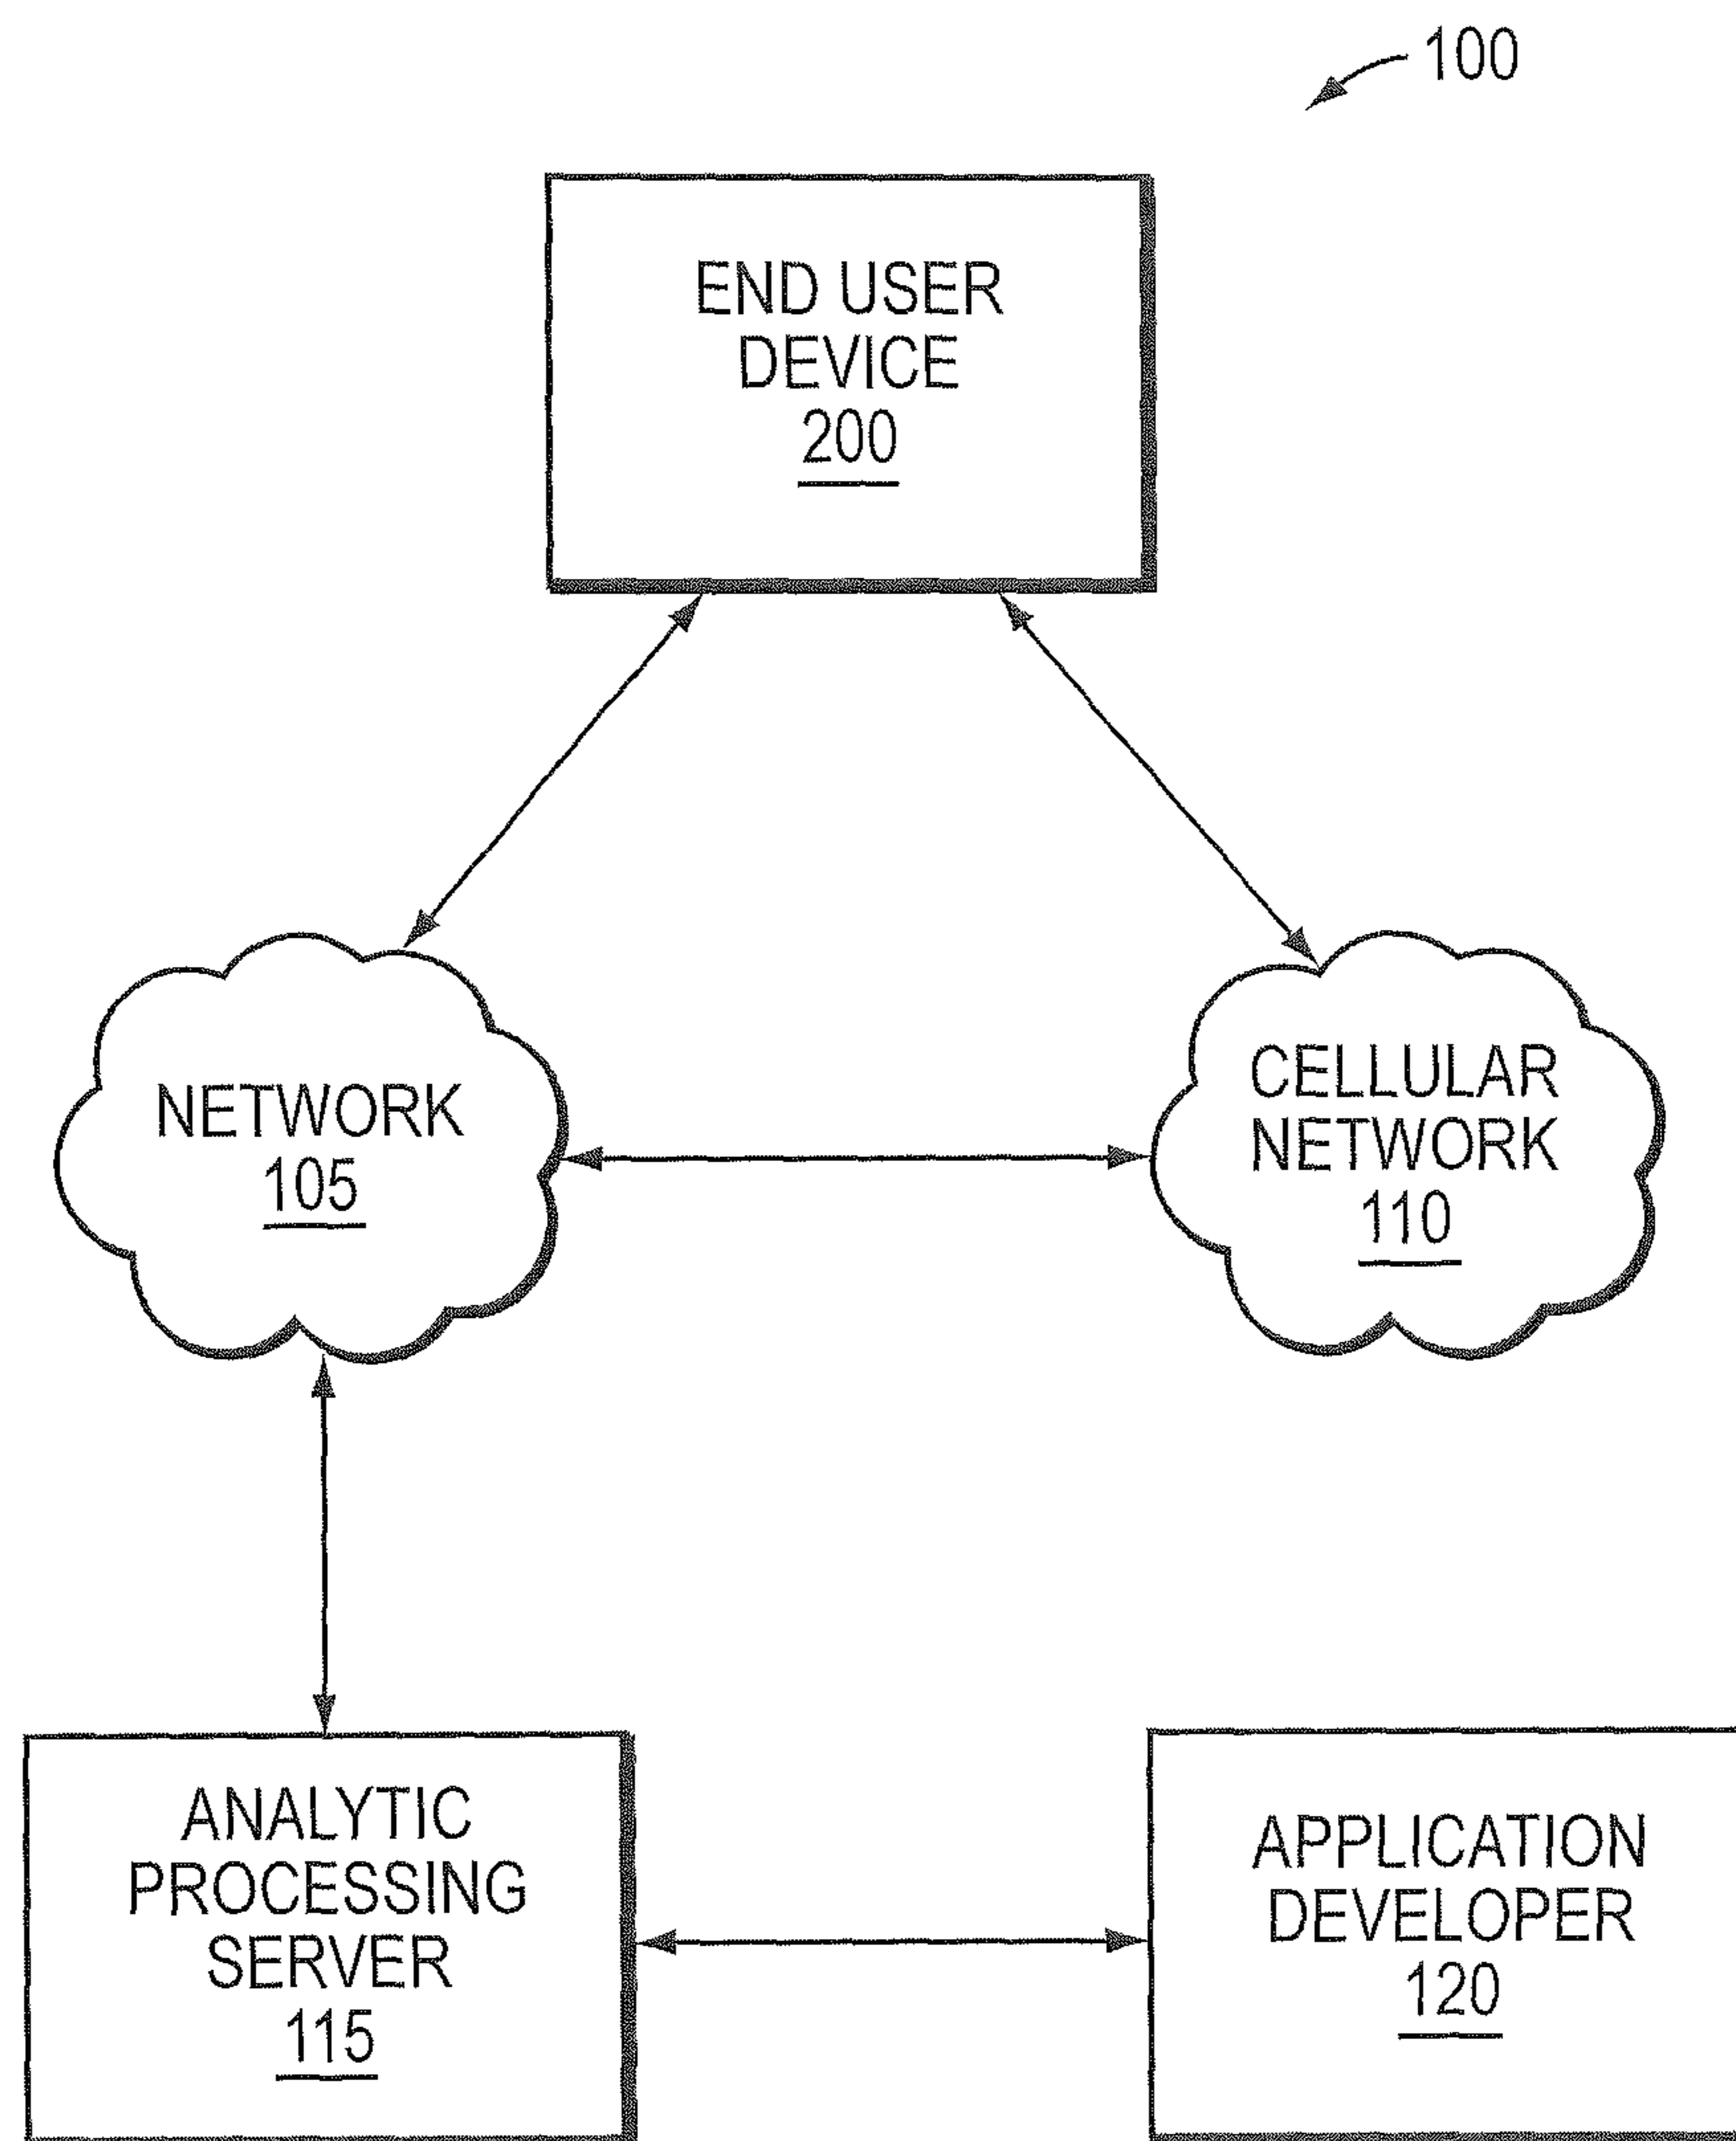 100
END USER
DEVICE
200
NETWORK
105
CELLULAR
NETWORK
110
ANALYTIC
PROCESSING
SERVER
115
APPLICATION
DEVELOPER
120